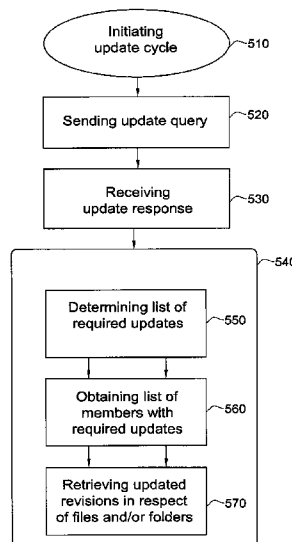 Initiating
update cycle
510
Sending update query
520
Receiving
update response
530
540
Determining list of
required updates
550
Obtaining list of
members with
required updates
560
Retrieving updated
revisions in respect
of files and/or folders
570